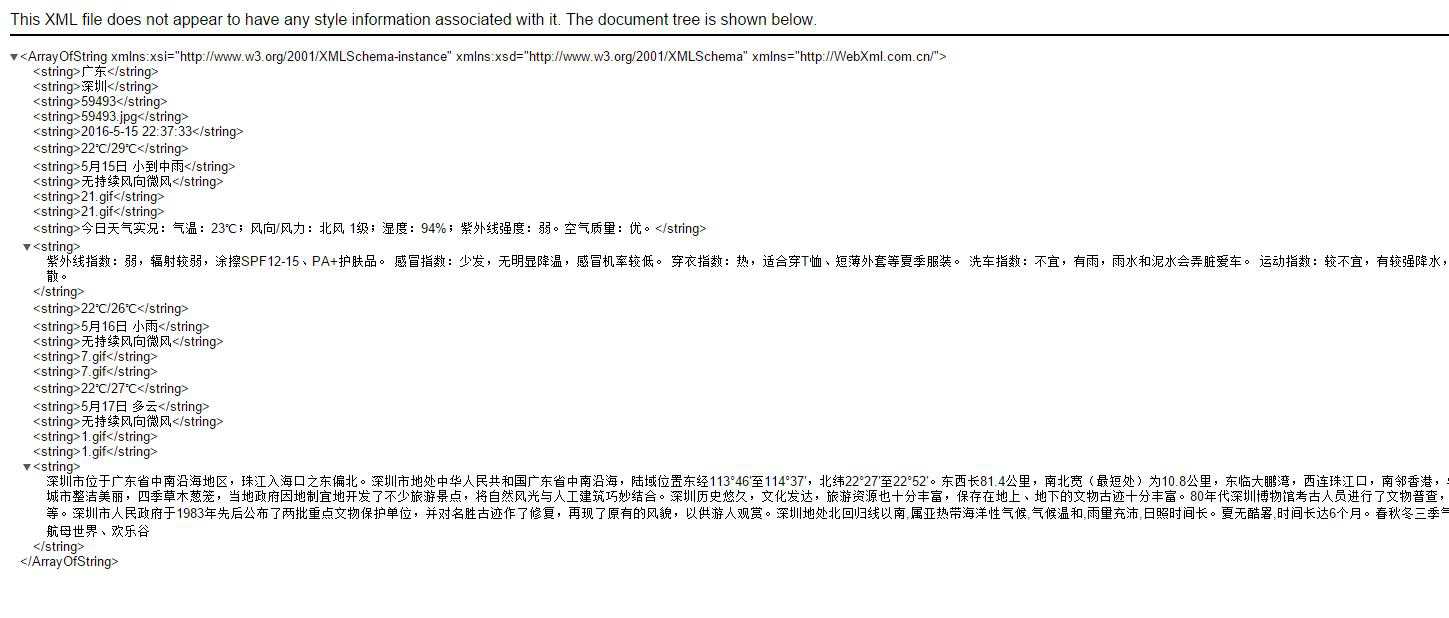 This XML file does not appear to have any style information associated with it. The document tree is shown below.
▼<ArrayOfString xmlns:xsi="http://www.w3.org/2001/XMLSchema-instance" xmlns:xsd="http://www.w3.org/2001/XMLSchema" xmlns="http://WebXml.com.cn/">
<string>广东</string>
<string>深圳</string>
<string>59493</string>
<string>59493.jpg</string>
<string>2016-5-15 22:37:33</string>
<string>22℃/29℃</string>
<string>5月15日 小到中雨</string>
<string>无持续风向微风</string>
<string>21.gif</string>
<string>21.gif</string>
<string>今日天气实况：气温：23℃；风向/风力：北风 1级；湿度：94%；紫外线强度：弱。空气质量：优。</string>
▼<string>
紫外线指数：弱，辐射较弱，涂擦SPF12-15、PA+护肤品。 感冒指数：少发，无明显降温，感冒机率较低。 穿衣指数：热，适合穿T恤、短薄外套等夏季服装。 洗车指数：不宜，有雨，雨水和泥水会弄脏爱车。 运动指数：较不宜，有较强降水，
散。
</string>
<string>22℃/26℃</string>
<string>5月16日 小雨</string>
<string>无持续风向微风</string>
<string>7.gif</string>
<string>7.gif</string>
<string>22℃/27℃</string>
<string>5月17日 多云</string>
<string>无持续风向微风</string>
<string>1.gif</string>
<string>1.gif</string>
▼<string>
深圳市位于广东省中南沿海地区，珠江入海口之东偏北。深圳市地处中华人民共和国广东省中南沿海，陆域位置东经113°46′至114°37′，北纬22°27′至22°52′。东西长81.4公里，南北宽（最短处）为10.8公里，东临大鹏湾，西连珠江口，南邻香港，
城市整洁美丽，四季草木葱笼，当地政府因地制宜地开发了不少旅游景点，将自然风光与人工建筑巧妙结合。深圳历史悠久，文化发达，旅游资源也十分丰富，保存在地上、地下的文物古迹十分丰富。80年代深圳博物馆考古人员进行了文物普查，
等。深圳市人民政府于1983年先后公布了两批重点文物保护单位，并对名胜古迹作了修复，再现了原有的风貌，以供游人观赏。深圳地处北回归线以南,属亚热带海洋性气候,气候温和,雨量充沛,日照时间长。夏无酷暑,时间长达6个月。春秋冬三季气
航母世界、欢乐谷
</string>
</ArrayOfString>